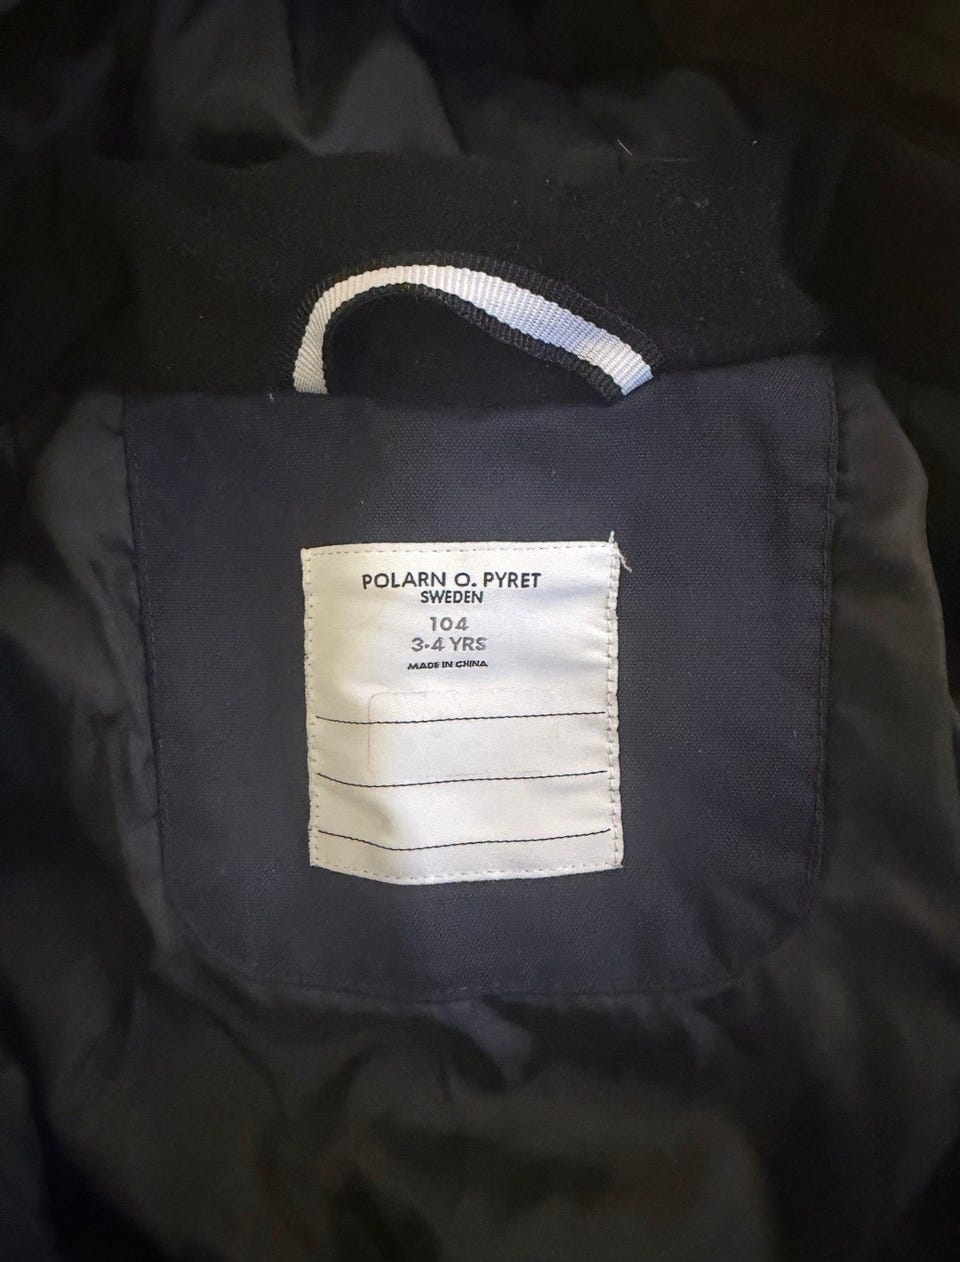 POLARN O. PYRET
SWEDEN
104
3-4 YRS
MADE IN CHINA